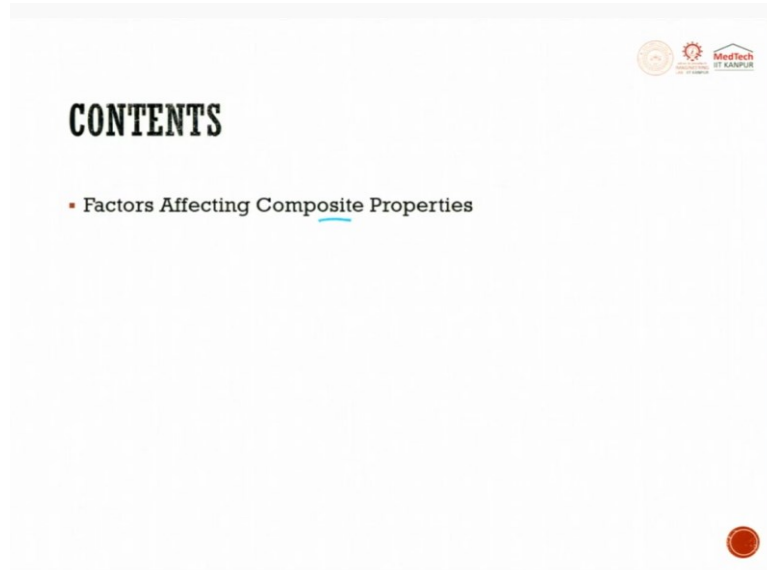 MedTech
IIT KANPUR
CONTENTS
Factors Affecting Composite Properties